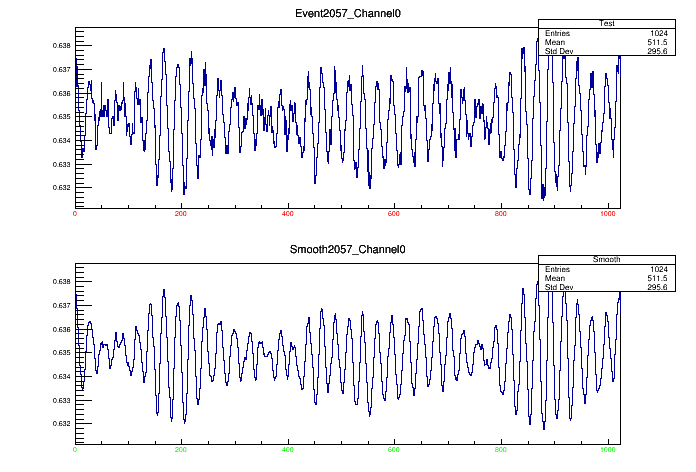 Event2057_Channel0
Test
Entries 1024
Mean 511.5
Std Dev 295.6
0.638
0.637
0.636
0.635
0.634
0.633
0.632
0 200 400 600 800 1000
Smooth2057_Channel0
Smooth
Entries 1024
Mean 511.5
Std Dev 295.6
0.638
0.637
0.636
0.635
0.634
0.633
0.632
0 200 400 600 800 1000